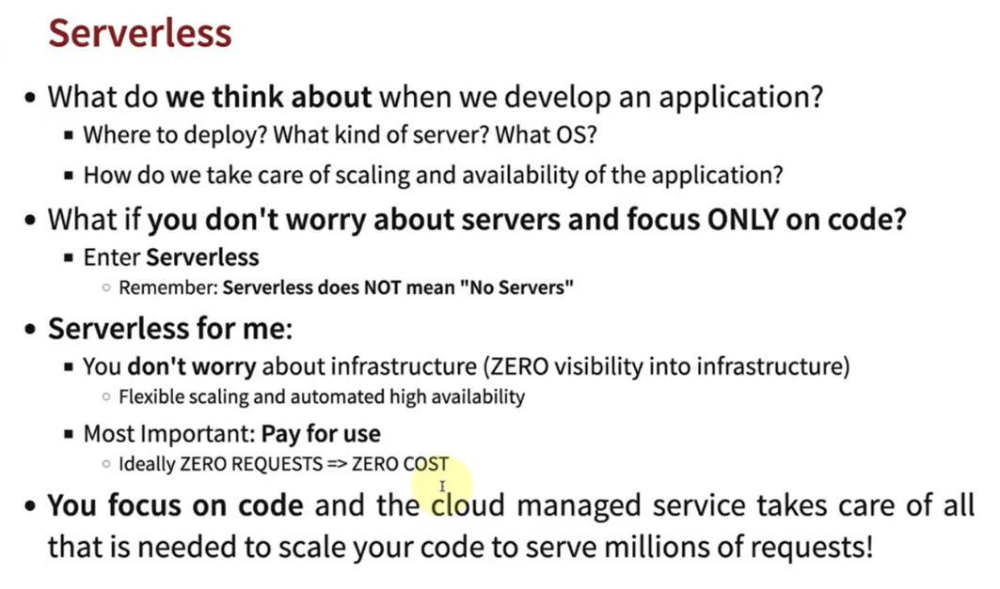 Serverless
• What do we think about when we develop an application?
▪ Where to deploy? What kind of server? What OS?
▪ How do we take care of scaling and availability of the application?
• What if you don't worry about servers and focus ONLY on code?
▪ Enter Serverless
○ Remember: Serverless does NOT mean "No Servers"
• Serverless for me:
▪ You don't worry about infrastructure (ZERO visibility into infrastructure)
○ Flexible scaling and automated high availability
▪ Most Important: Pay for use
○ Ideally ZERO REQUESTS => ZERO COST
• You focus on code and the cloud managed service takes care of all
that is needed to scale your code to serve millions of requests!